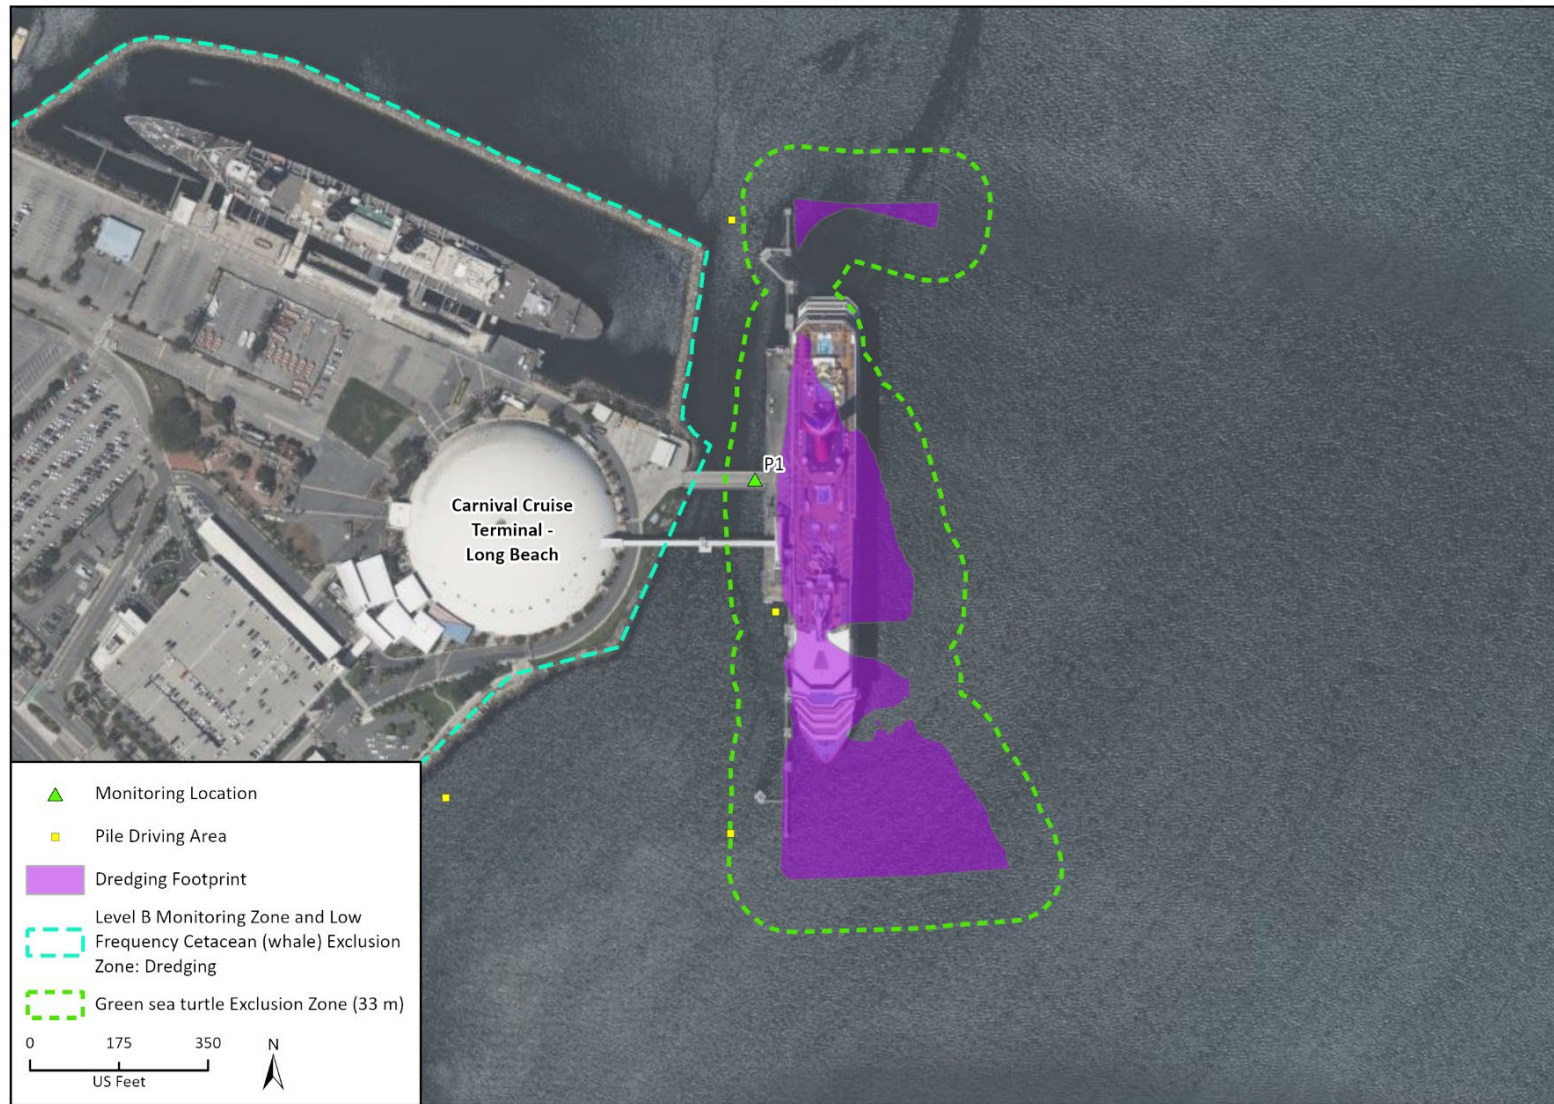 P1
Carnival Cruise
Terminal -
Long Beach
Monitoring Location
Pile Driving Area
Dredging Footprint
Level B Monitoring Zone and Low
Frequency Cetacean (whale) Exclusion
Zone: Dredging
Green sea turtle Exclusion Zone (33 m)
0 175 350
US Feet
N